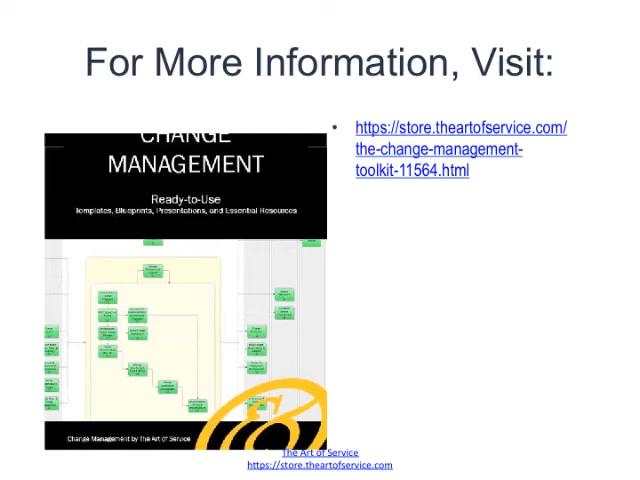 For More Information, Visit:
• https://store.theartofservice.com/
the-change-management-
toolkit-11564.html
CHANGE
MANAGEMENT
Ready-to-Use
Templates, Blueprints, Presentations, and Essential Resources
Change Management by The Art of Service
The Art of Service
https://store.theartofservice.com